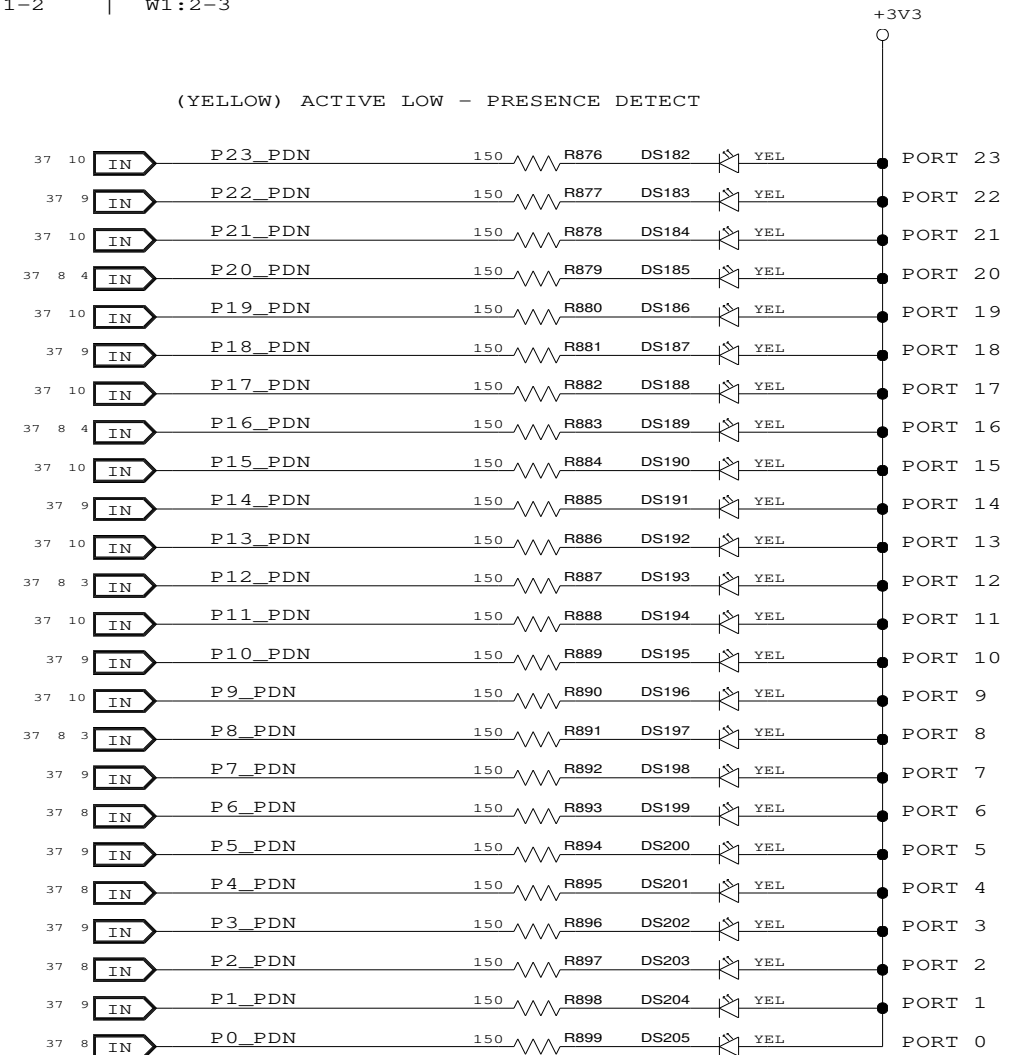 1-2 | W1:2-3
+3V3
(YELLOW) ACTIVE LOW - PRESENCE DETECT
37 10 IN P23_PDN 150 R876 DS182 YEL PORT 23
37 9 IN P22_PDN 150 R877 DS183 YEL PORT 22
37 10 IN P21_PDN 150 R878 DS184 YEL PORT 21
37 8 4 IN P20_PDN 150 R879 DS185 YEL PORT 20
37 10 IN P19_PDN 150 R880 DS186 YEL PORT 19
37 9 IN P18_PDN 150 R881 DS187 YEL PORT 18
37 10 IN P17_PDN 150 R882 DS188 YEL PORT 17
37 8 4 IN P16_PDN 150 R883 DS189 YEL PORT 16
37 10 IN P15_PDN 150 R884 DS190 YEL PORT 15
37 9 IN P14_PDN 150 R885 DS191 YEL PORT 14
37 10 IN P13_PDN 150 R886 DS192 YEL PORT 13
37 8 3 IN P12_PDN 150 R887 DS193 YEL PORT 12
37 10 IN P11_PDN 150 R888 DS194 YEL PORT 11
37 9 IN P10_PDN 150 R889 DS195 YEL PORT 10
37 10 IN P9_PDN 150 R890 DS196 YEL PORT 9
37 8 3 IN P8_PDN 150 R891 DS197 YEL PORT 8
37 9 IN P7_PDN 150 R892 DS198 YEL PORT 7
37 8 IN P6_PDN 150 R893 DS199 YEL PORT 6
37 9 IN P5_PDN 150 R894 DS200 YEL PORT 5
37 8 IN P4_PDN 150 R895 DS201 YEL PORT 4
37 9 IN P3_PDN 150 R896 DS202 YEL PORT 3
37 8 IN P2_PDN 150 R897 DS203 YEL PORT 2
37 9 IN P1_PDN 150 R898 DS204 YEL PORT 1
37 8 IN P0_PDN 150 R899 DS205 YEL PORT 0